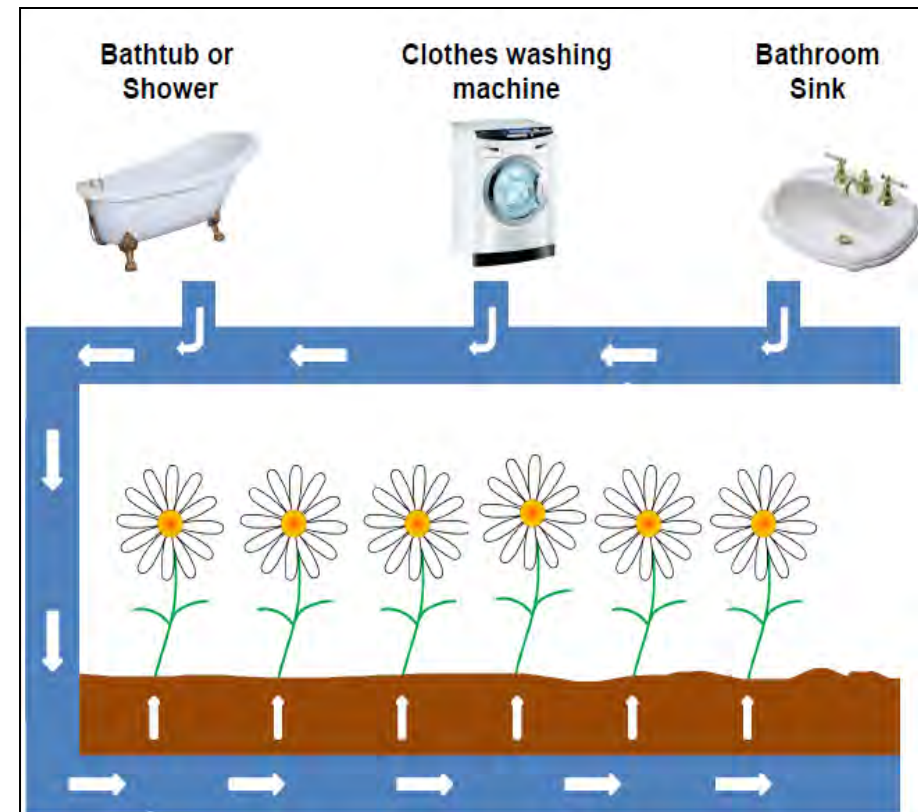 Bathtub or
Shower
Clothes washing
machine
Bathroom
Sink